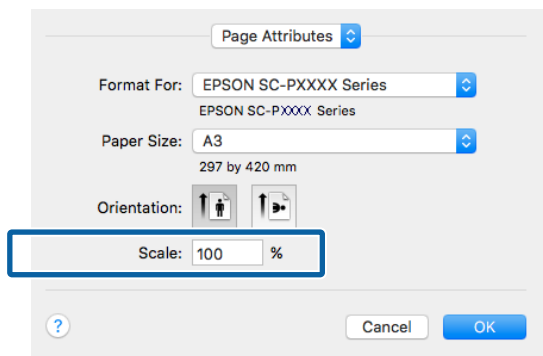 Page Attributes
Format For: EPSON SC-PXXXX Series
EPSON SC-PXXXX Series
Paper Size: A3
297 by 420 mm
Orientation:
Scale: 100 %
? Cancel OK